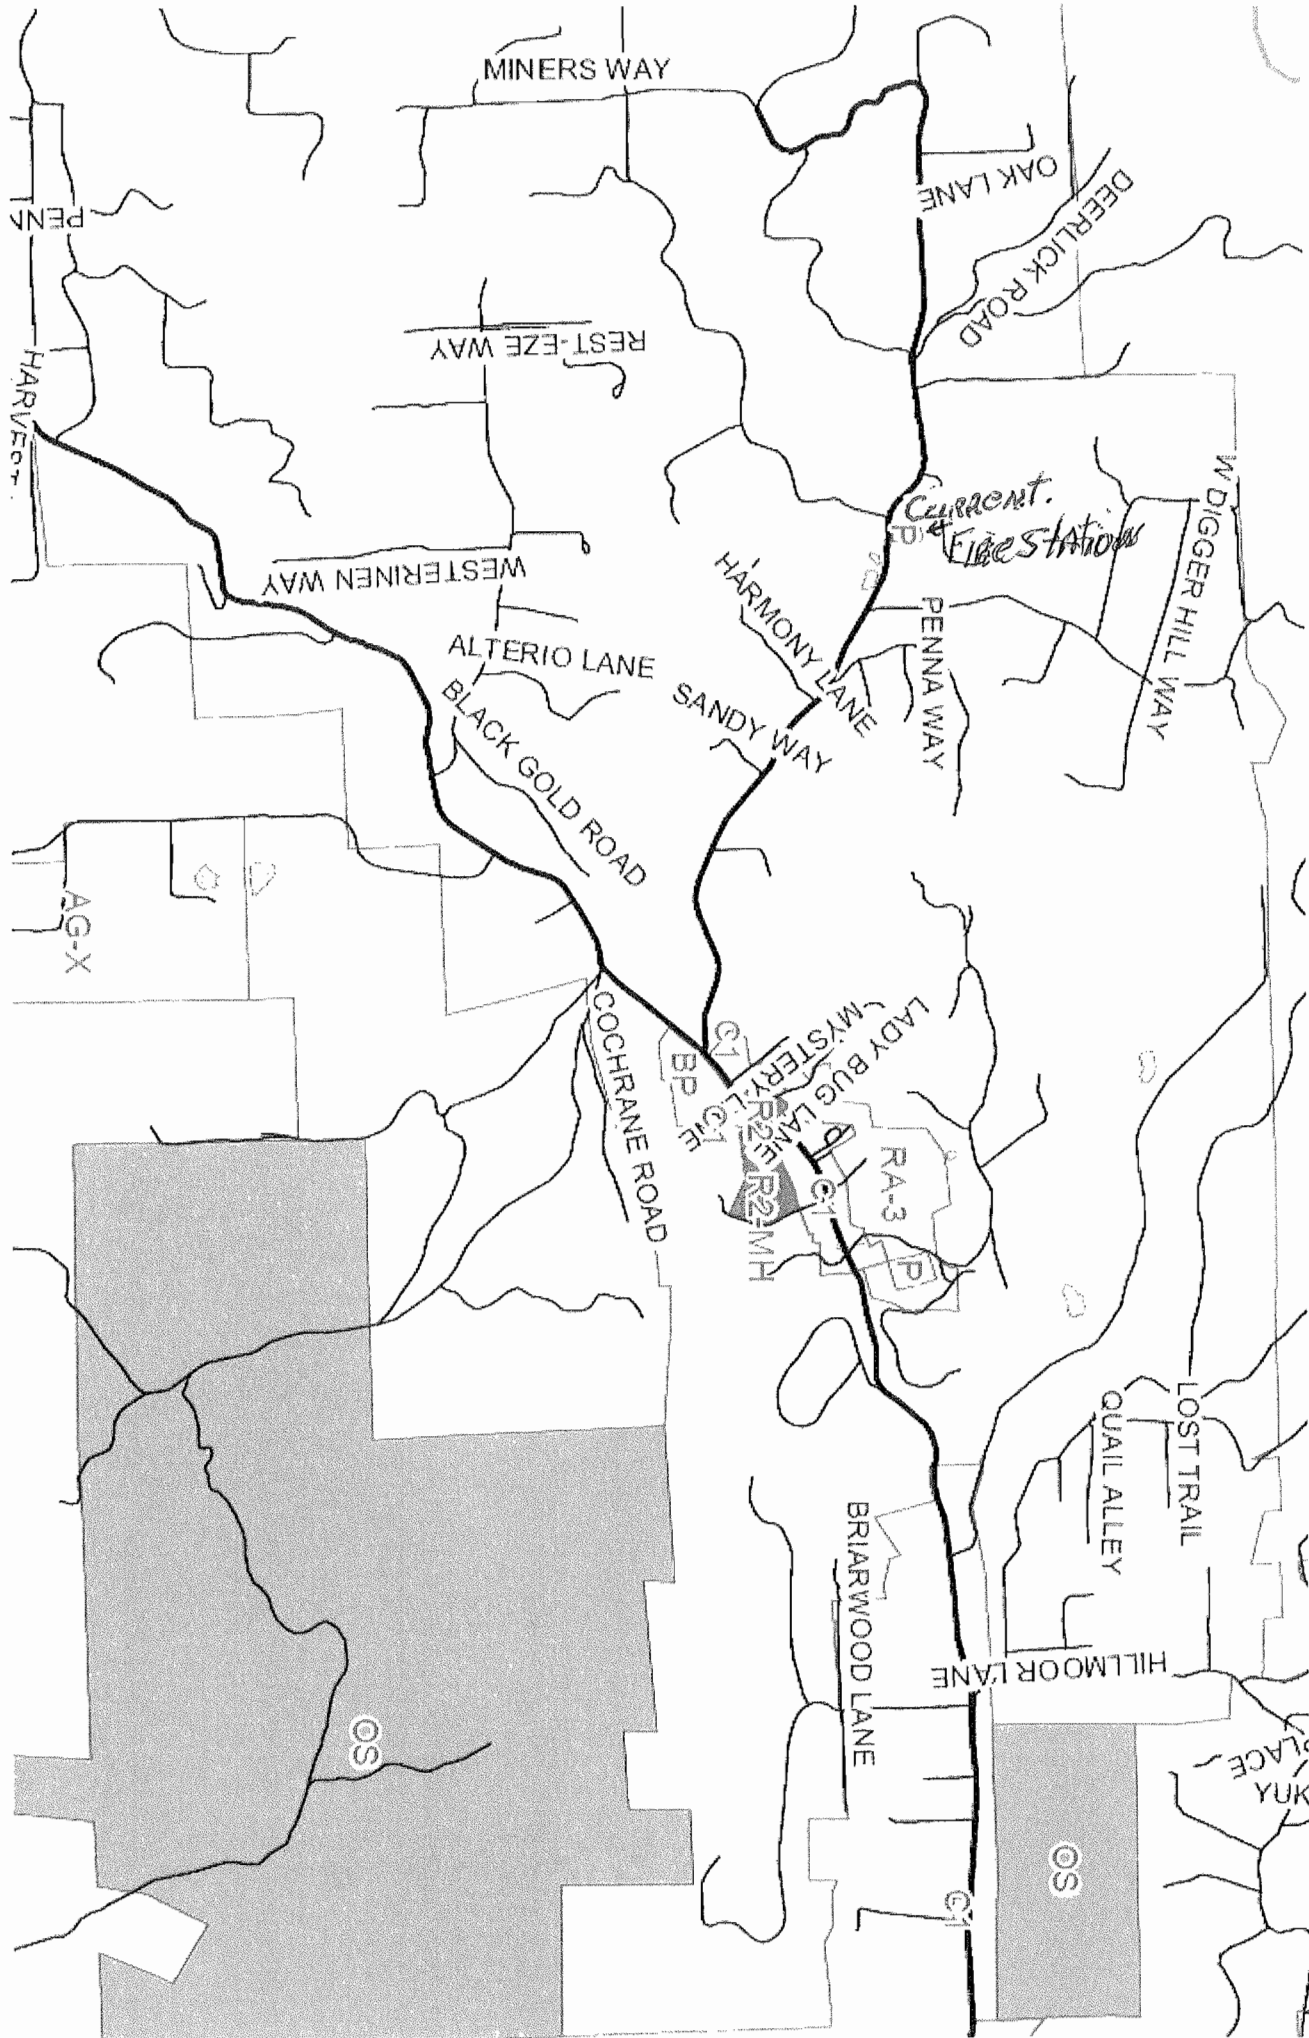 MINERS WAY
OAK LANE
DEERLICK ROAD
PENN
REST-EZE WAY
HARVEST
W DIGGER HILL WAY
Current
Fire Station
P
WESTERINEN WAY
HARMONY LANE
PENNA WAY
ALTERIO LANE
SANDY WAY
BLACK GOLD ROAD
AG-X
COCHRANE ROAD
C1
BP
C1
MYSTERY L
NE
LADY BUG LANE
R2
R2-MH
P
C1
RA-3
P
LOST TRAIL
QUAIL ALLEY
BRIARWOOD LANE
HILLMOOR LANE
PLACE
YUK
OS
OS
C1